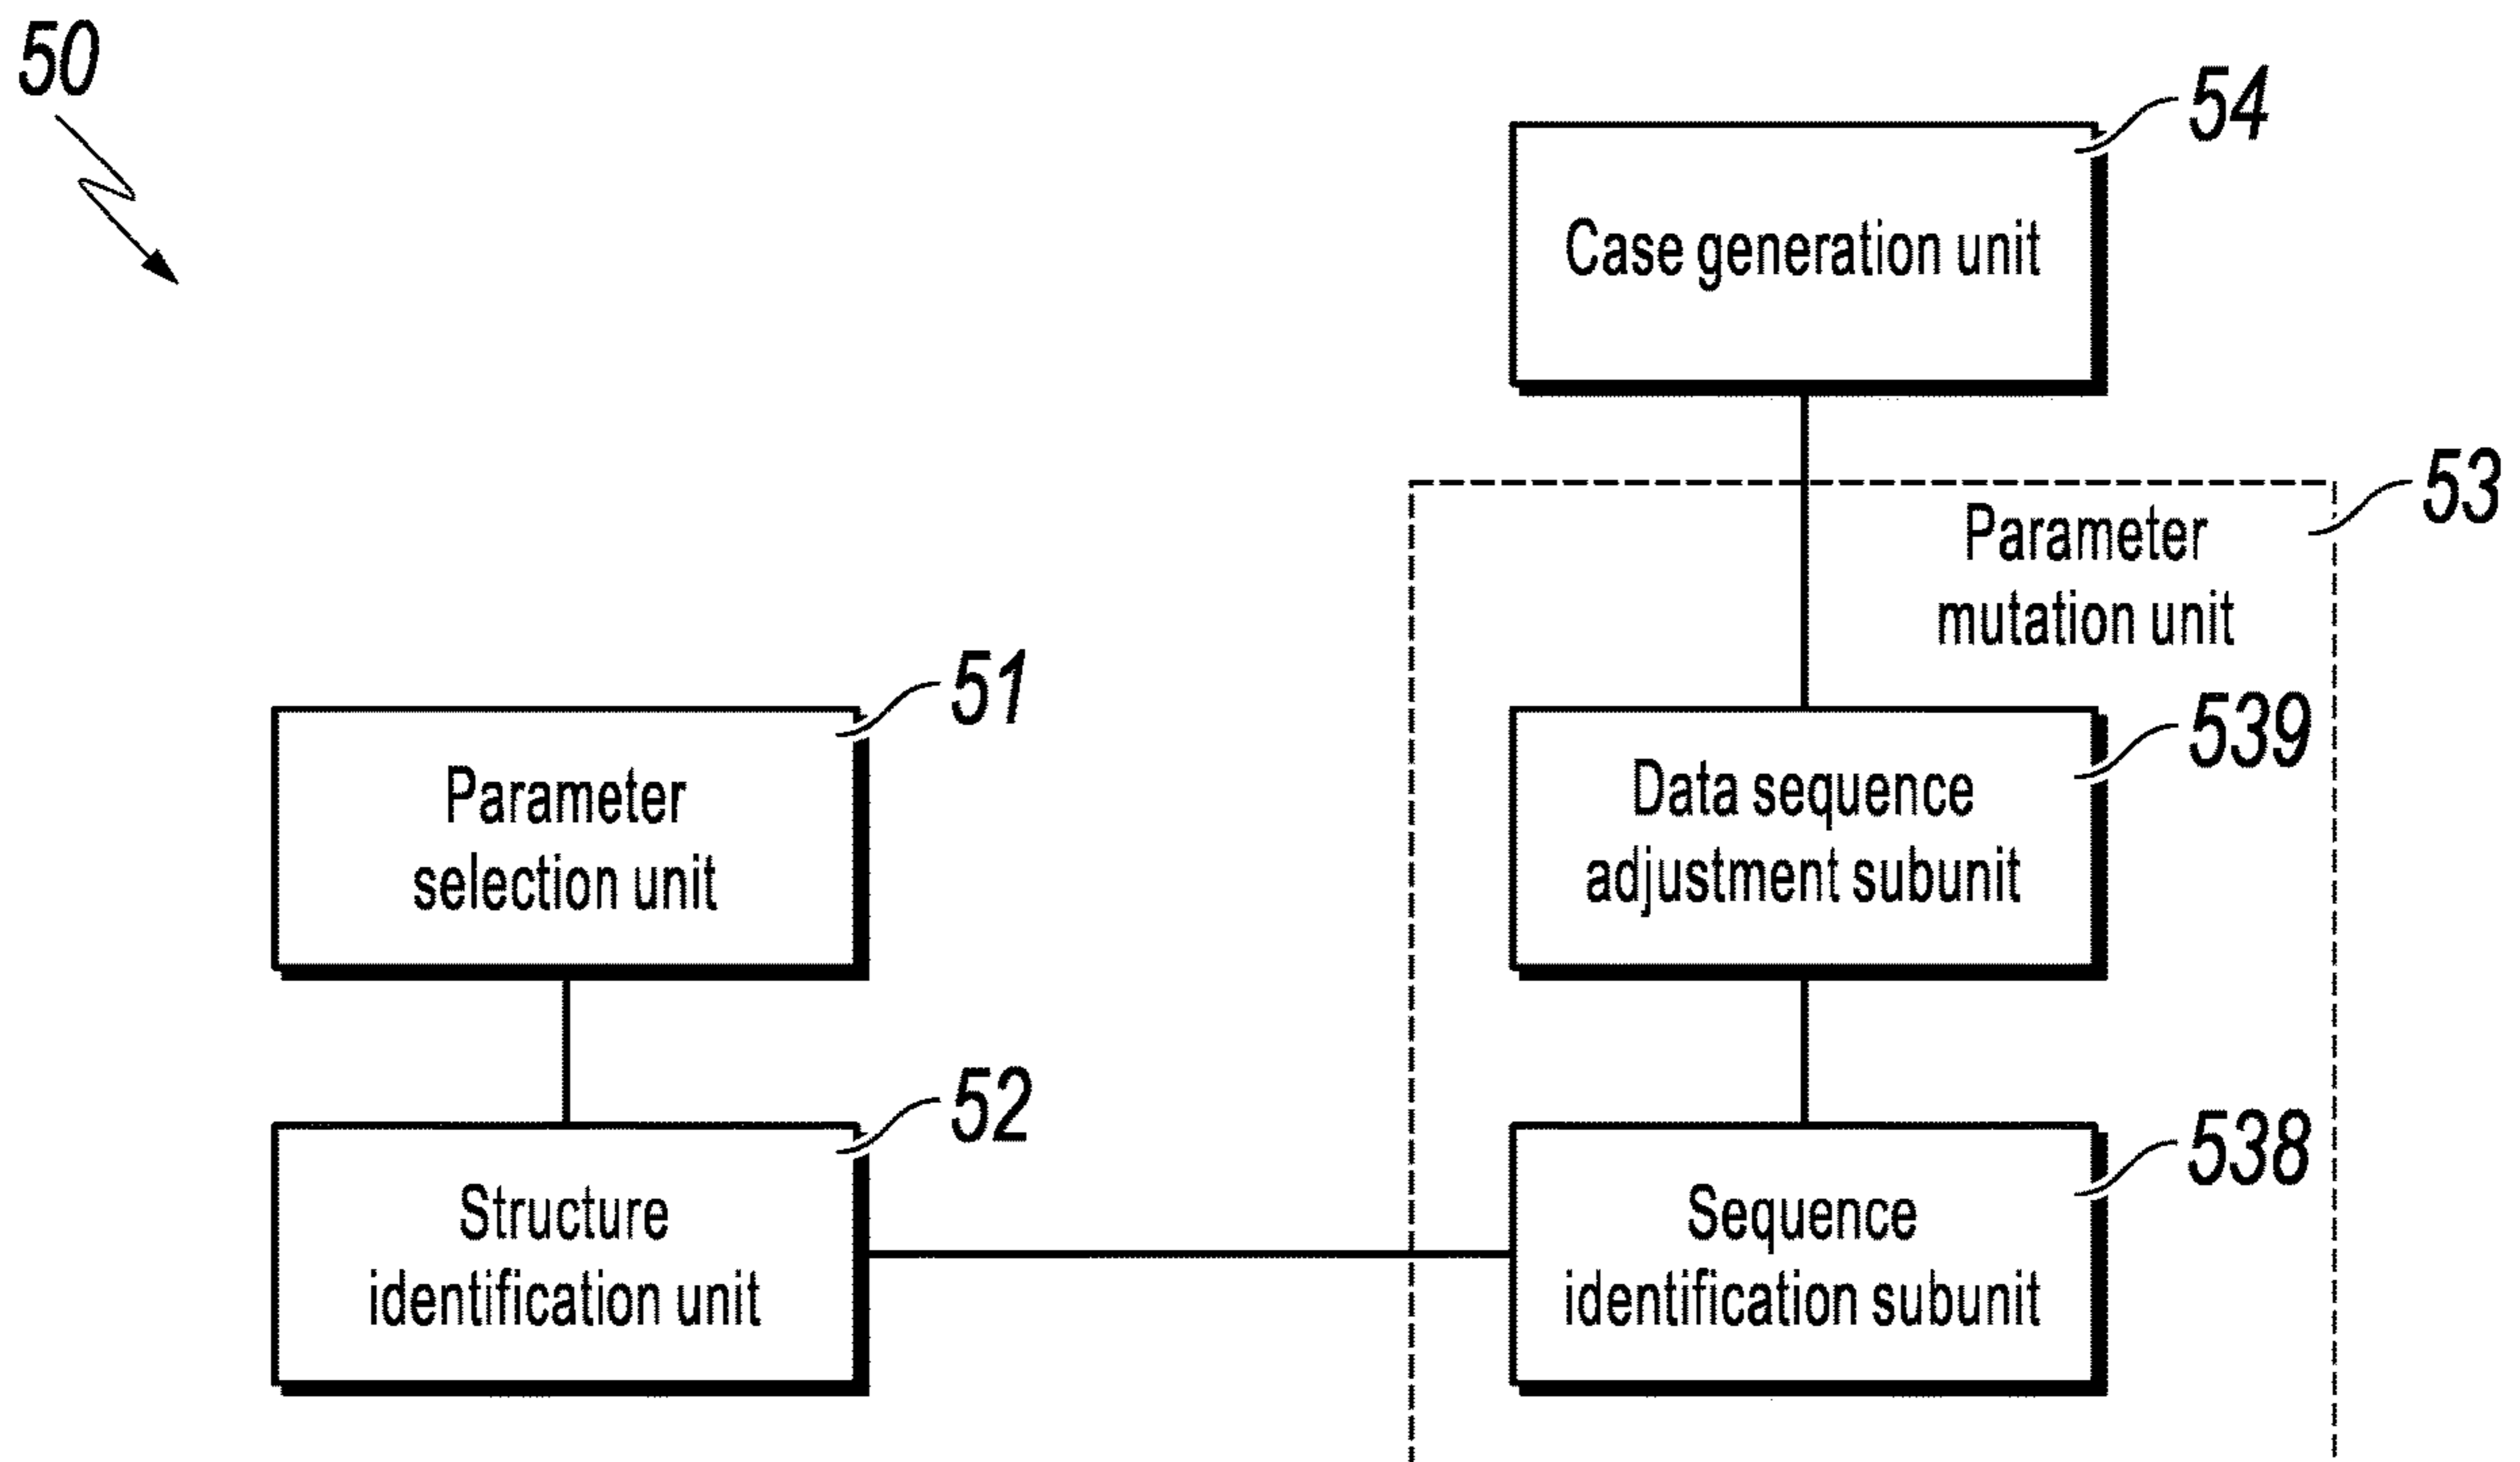 50
54
Case generation unit
53
Parameter
mutation unit
51
Parameter
selection unit
539
Data sequence
adjustment subunit
52
Structure
identification unit
538
Sequence
identification subunit